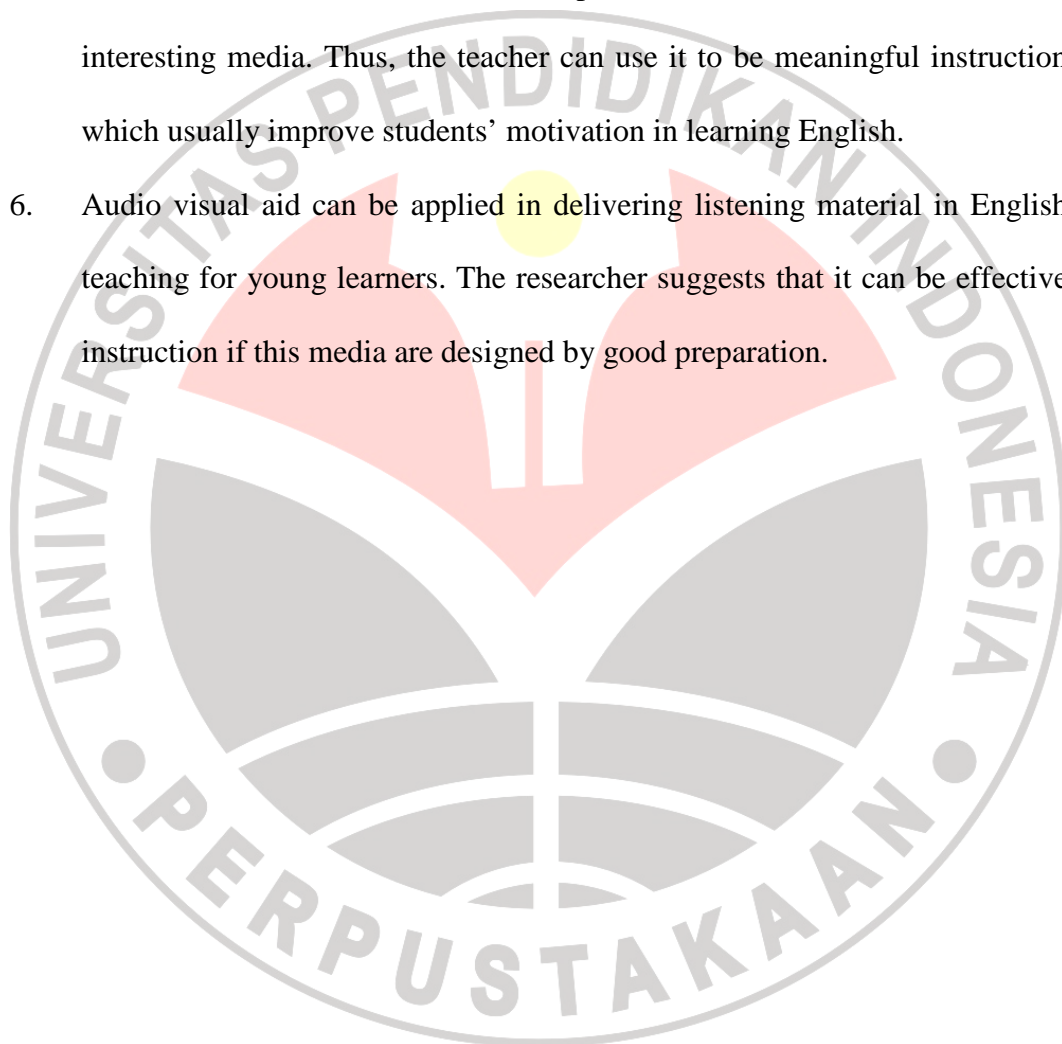 interesting media. Thus, the teacher can use it to be meaningful instruction
which usually improve students’ motivation in learning English.
6. Audio visual aid can be applied in delivering listening material in English
teaching for young learners. The researcher suggests that it can be effective
instruction if this media are designed by good preparation.
UNIVERSITAS PENDIDIKAN INDONESIA
PERPUSTAKAAN